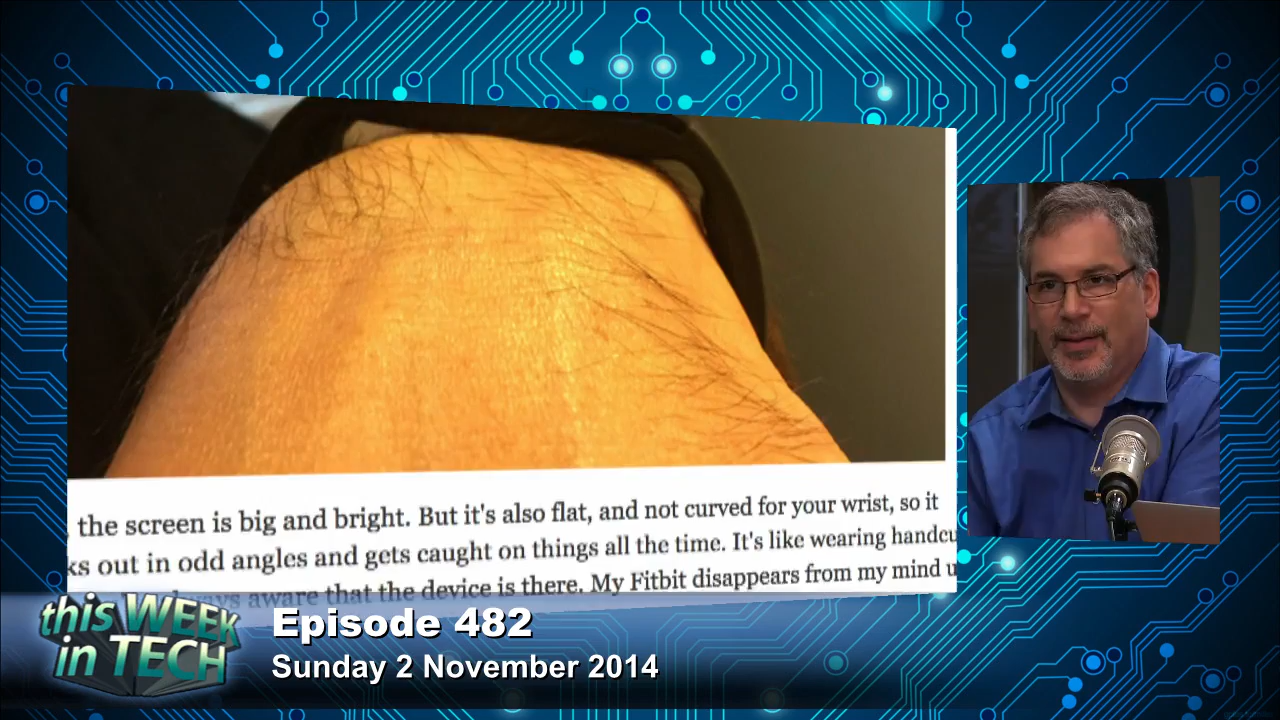 the screen is big and bright. But it's also flat, and not curved for your wrist, so it
ks out in odd angles and gets caught on things all the time. It's like wearing handcu
always aware that the device is there. My Fitbit disappears from my mind u
this WEEK
in TECH
Episode 482
Sunday 2 November 2014